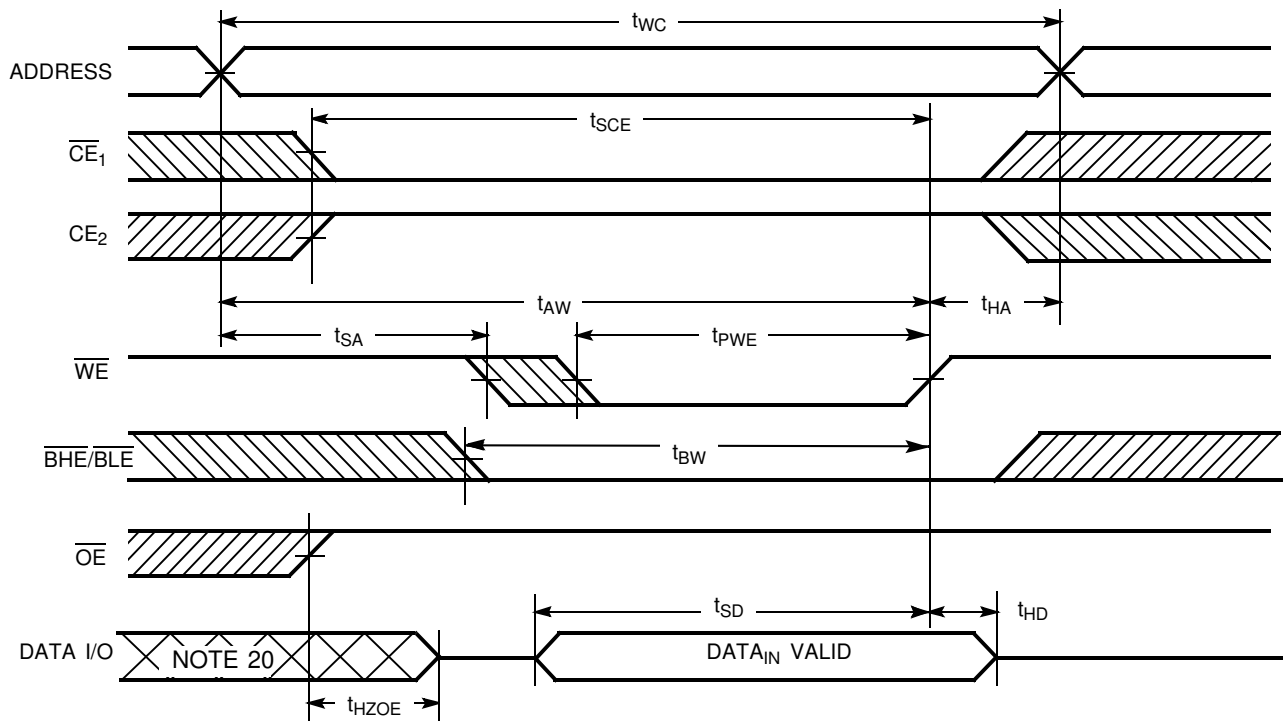 tWC
ADDRESS
tSCE
CE1
CE2
tAW
tHA
tSA
tPWE
WE
BHE/BLE
tBW
OE
tSD
tHD
DATA I/O
NOTE 20
DATAIN VALID
tHZOE